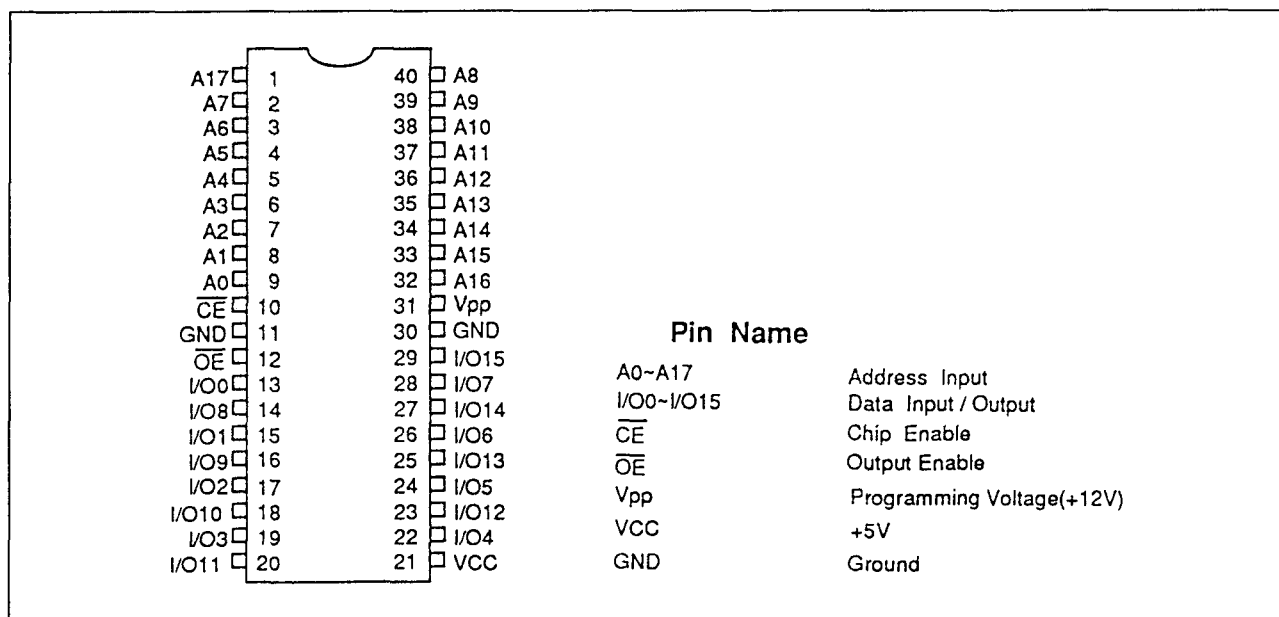 A17 1 40 A8
A7 2 39 A9
A6 3 38 A10
A5 4 37 A11
A4 5 36 A12
A3 6 35 A13
A2 7 34 A14
A1 8 33 A15
A0 9 32 A16
C̅E̅ 10 31 Vpp
GND 11 30 GND
O̅E̅ 12 29 I/O15
I/O0 13 28 I/O7
I/O8 14 27 I/O14
I/O1 15 26 I/O6
I/O9 16 25 I/O13
I/O2 17 24 I/O5
I/O10 18 23 I/O12
I/O3 19 22 I/O4
I/O11 20 21 VCC
Pin Name
A0~A17 Address Input
I/O0~I/O15 Data Input / Output
C̅E̅ Chip Enable
O̅E̅ Output Enable
Vpp Programming Voltage(+12V)
VCC +5V
GND Ground